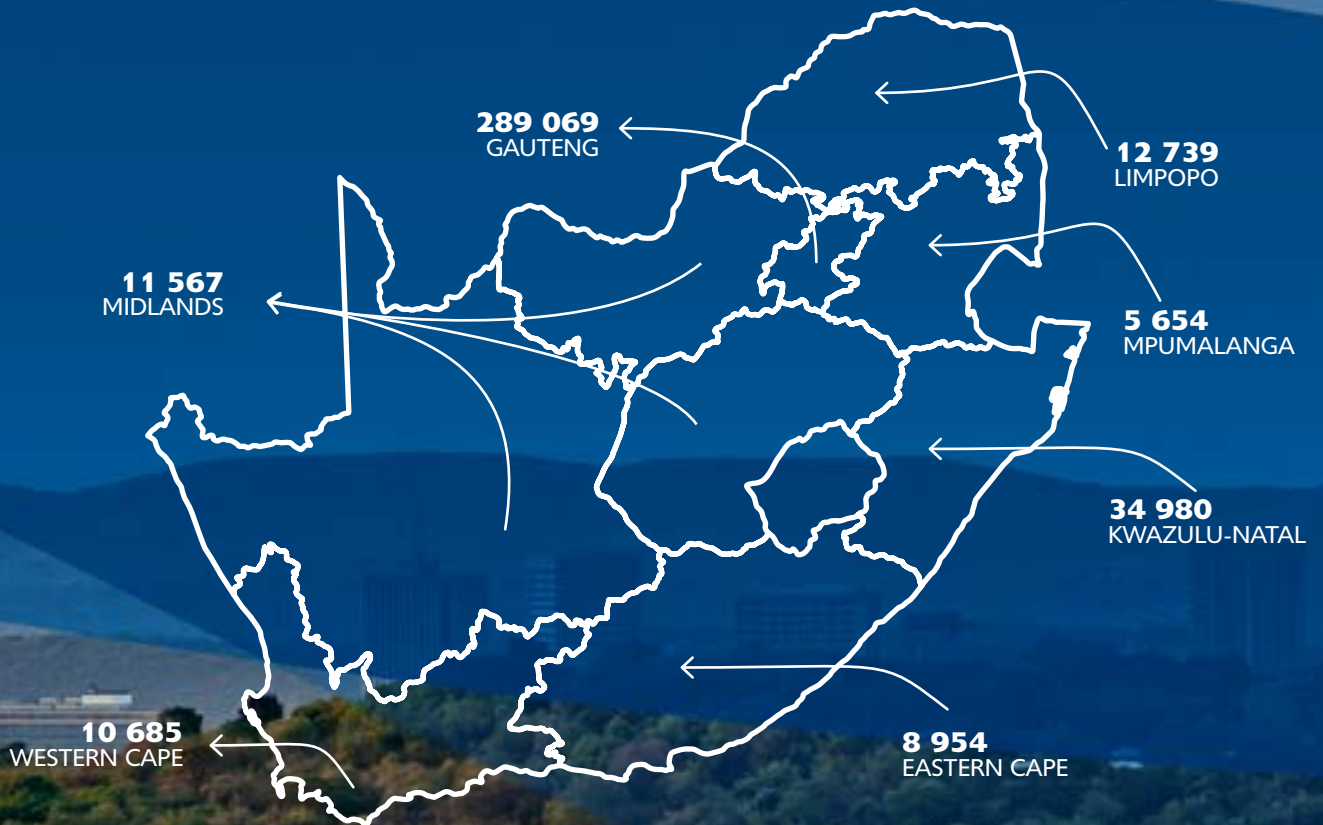 289 069
GAUTENG
12 739
LIMPOPO
11 567
MIDLANDS
5 654
MPUMALANGA
34 980
KWAZULU-NATAL
10 685
WESTERN CAPE
8 954
EASTERN CAPE